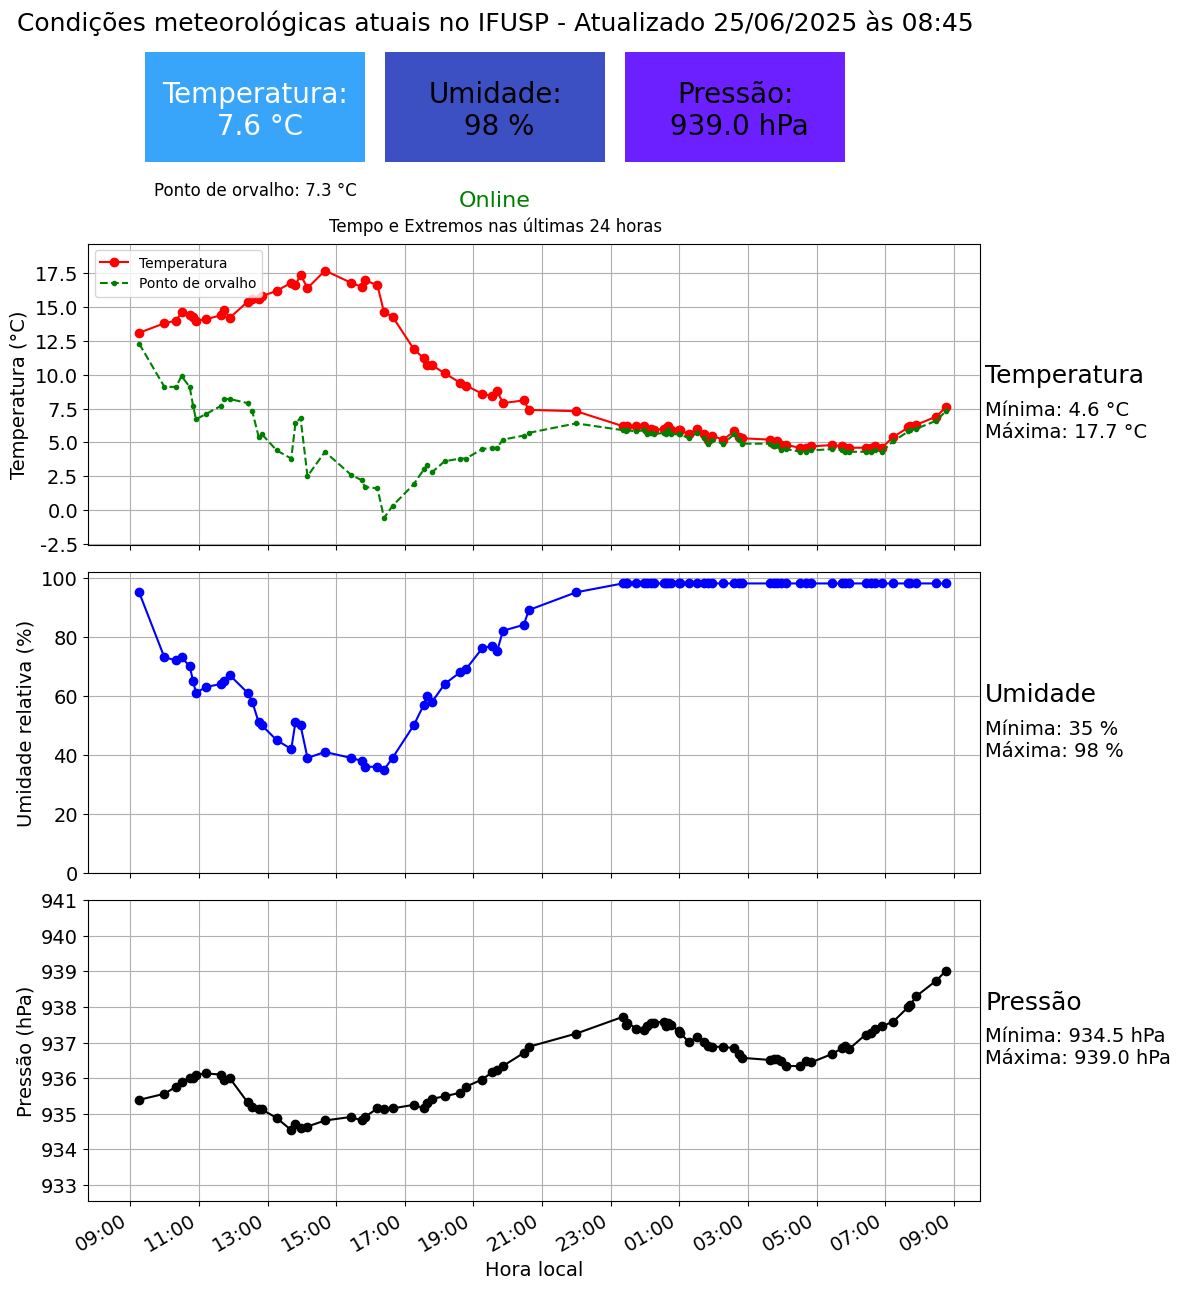 Condições meteorológicas atuais no IFUSP - Atualizado 25/06/2025 às 08:45
Temperatura:
7.6 °C
Umidade:
98 %
Pressão:
939.0 hPa
Ponto de orvalho: 7.3 °C
Online
Tempo e Extremos nas últimas 24 horas
Temperatura
Ponto de orvalho
Temperatura (°C)
17.5
15.0
12.5
10.0
7.5
5.0
2.5
0.0
-2.5
Temperatura
Mínima: 4.6 °C
Máxima: 17.7 °C
Umidade relativa (%)
100
80
60
40
20
0
Umidade
Mínima: 35 %
Máxima: 98 %
Pressão (hPa)
941
940
939
938
937
936
935
934
933
Pressão
Mínima: 934.5 hPa
Máxima: 939.0 hPa
09:00 11:00 13:00 15:00 17:00 19:00 21:00 23:00 01:00 03:00 05:00 07:00 09:00
Hora local